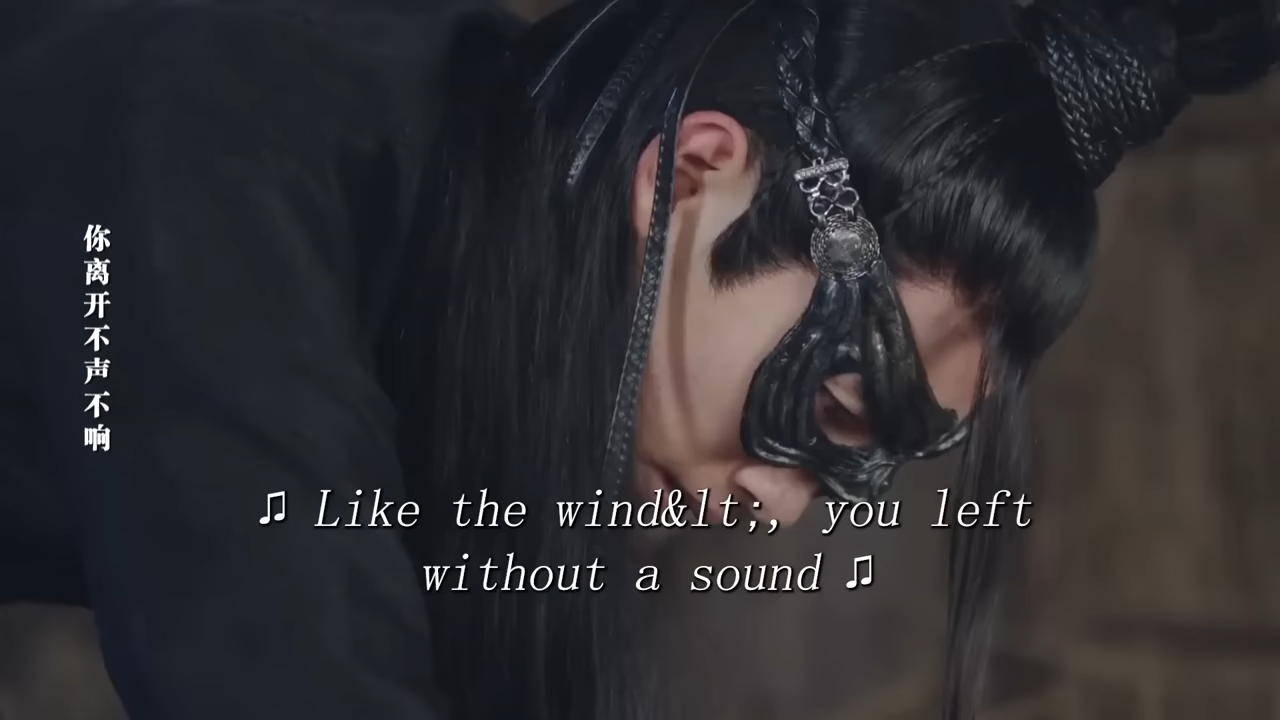 你离开不声不响
♫ Like the wind&lt;, you left
without a sound ♫